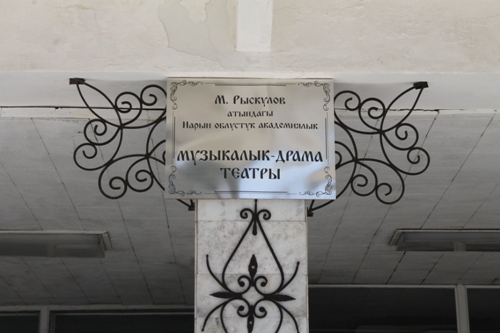 М. Рыскулов
атындагы
Нарын облустук академиялык
музыкалык-драма
театры